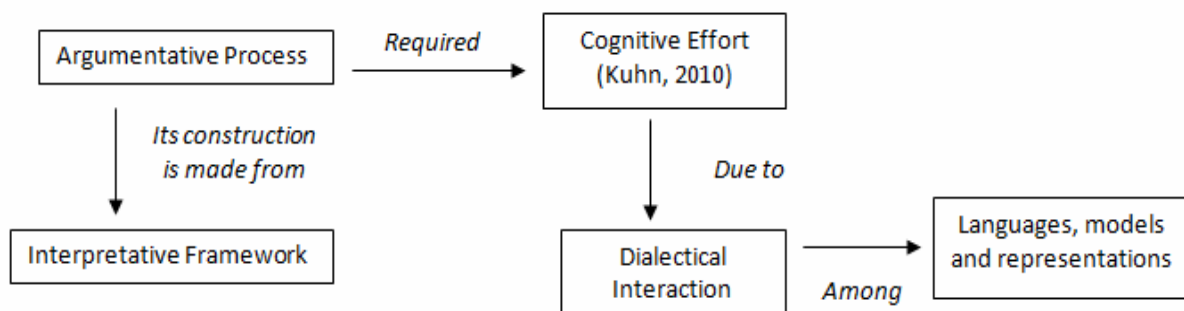 Argumentative Process
Required
Cognitive Effort
(Kuhn, 2010)
Its construction
is made from
Due to
Interpretative Framework
Dialectical
Interaction
Among
Languages, models
and representations